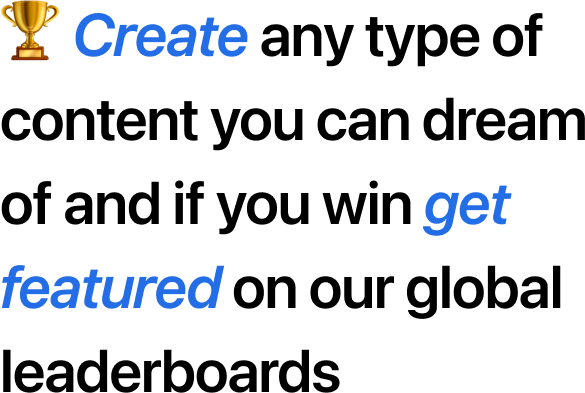 🏆 Create any type of
content you can dream
of and if you win get
featured on our global
leaderboards